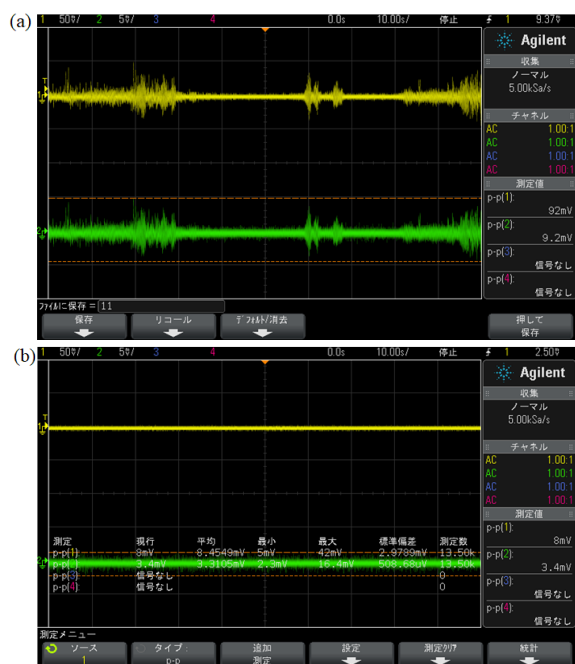 (a)
1 50▽/ 2 5▽/ 3 4 0.0s 10.00s/ 停止 1 9.37▽
Agilent
収集
ノーマル
5.00kSa/s
チャネル
AC 1.00:1
AC 1.00:1
AC 1.00:1
AC 1.00:1
測定値
p-p(1):
92mV
p-p(2):
9.2mV
p-p(3):
信号なし
p-p(4):
信号なし
ファイルに保存 = 11
保存 リコール デフォルト/消去 押して
保存
(b)
1 50▽/ 2 5▽/ 3 4 0.0s 10.00s/ 停止 1 2.50▽
Agilent
収集
ノーマル
5.00kSa/s
チャネル
AC 1.00:1
AC 1.00:1
AC 1.00:1
AC 1.00:1
測定値
p-p(1):
8mV
p-p(2):
3.4mV
p-p(3):
信号なし
p-p(4):
信号なし
測定 現行 平均 最小 最大 標準偏差 測定数
p-p(1): 8mV 8.4549mV 5mV 42mV 2.9789mV 13.50k
3.4mV 3.3105mV 2.3mV 16.4mV 508.68uV 13.50k
p-p(3): 信号なし 0
p-p(4): 信号なし 0
測定メニュー
ソース タイプ: 追加 設定 測定クリア 統計
1 p-p 測定